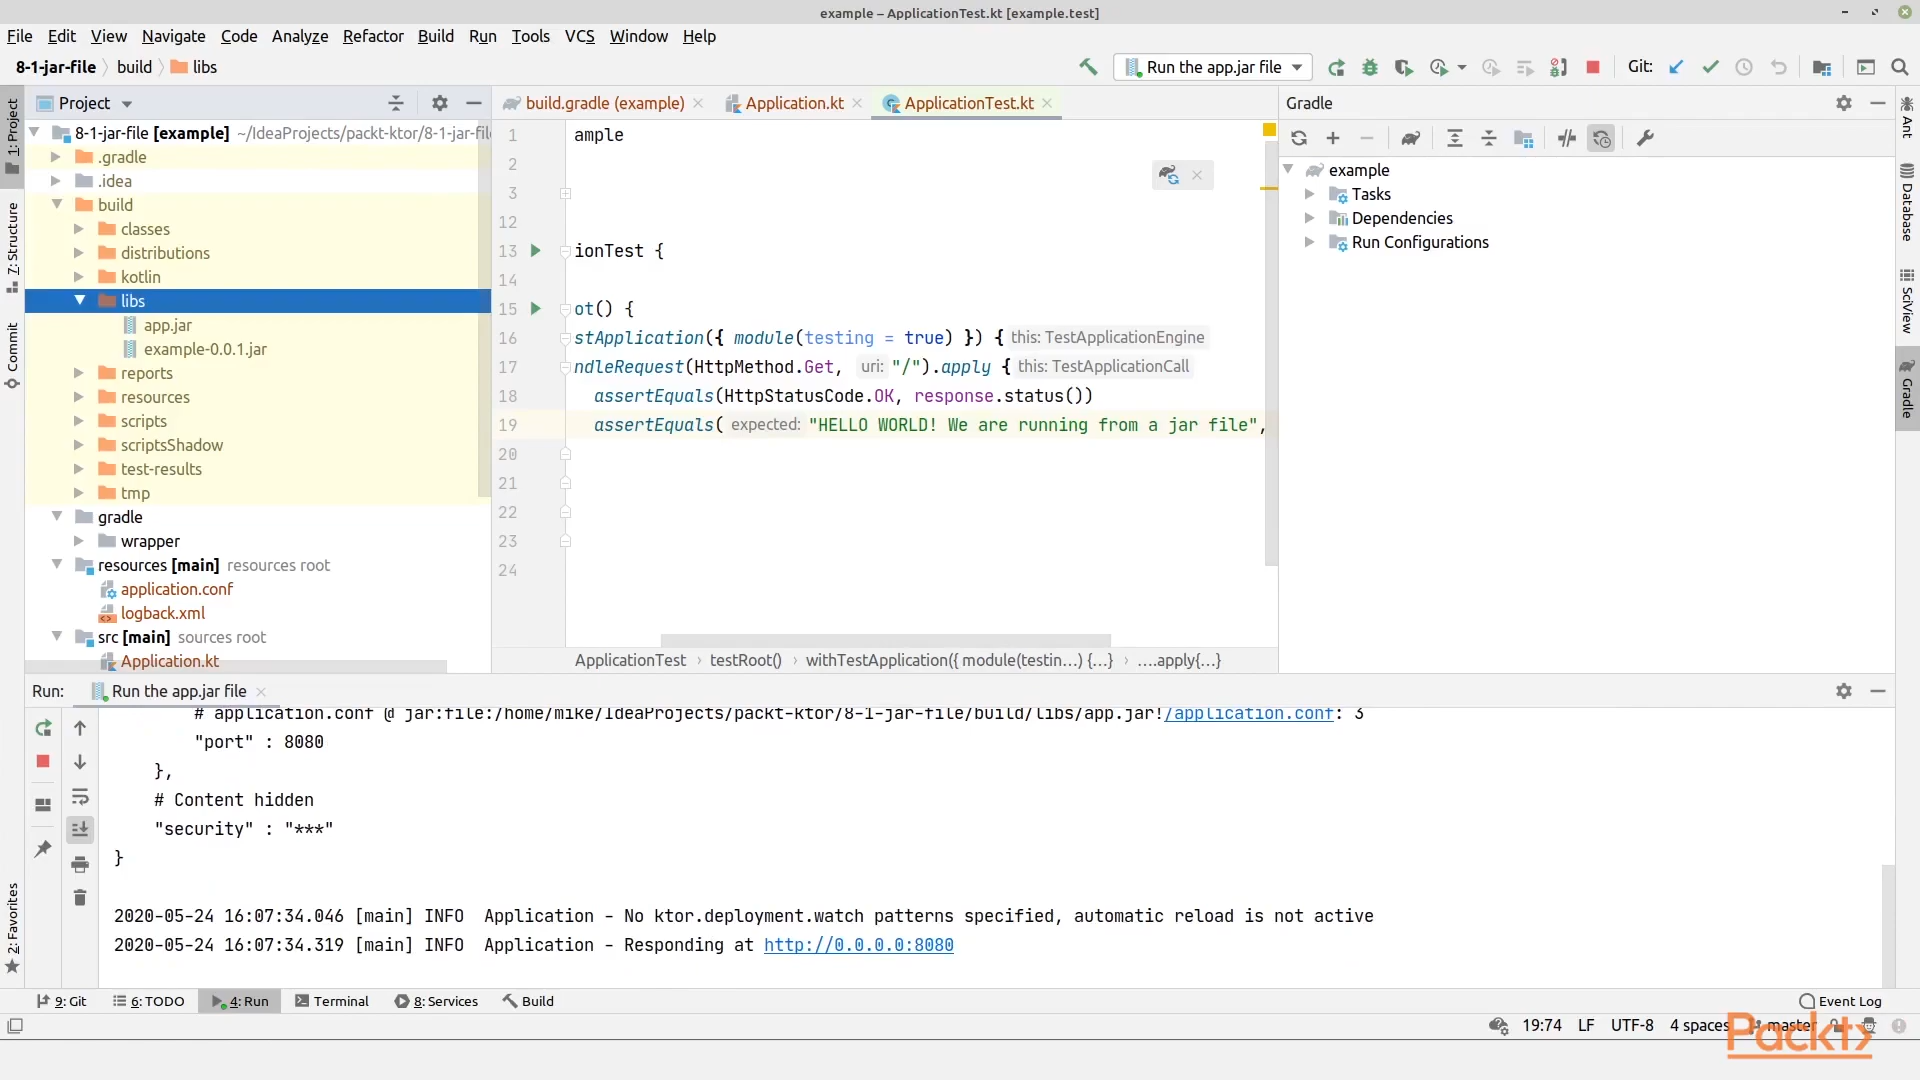 example – ApplicationTest.kt [example.test]
File Edit View Navigate Code Analyze Refactor Build Run Tools VCS Window Help
8-1-jar-file build libs
Run the app.jar file
Git:
Project
build.gradle (example) Application.kt ApplicationTest.kt
Gradle
1: Project
7: Structure
Commit
2: Favorites
8-1-jar-file [example] ~/IdeaProjects/packt-ktor/8-1-jar-fil
.gradle
.idea
build
classes
distributions
kotlin
libs
app.jar
example-0.0.1.jar
reports
resources
scripts
scriptsShadow
test-results
tmp
gradle
wrapper
resources [main] resources root
application.conf
logback.xml
src [main] sources root
Application.kt
1 ample
2
3
12
13 ionTest {
14
15 ot() {
16 stApplication({ module(testing = true) }) { this: TestApplicationEngine
17 ndleRequest(HttpMethod.Get, uri: "/").apply { this: TestApplicationCall
18 assertEquals(HttpStatusCode.OK, response.status())
19 assertEquals( expected: "HELLO WORLD! We are running from a jar file",
20
21
22
23
24
ApplicationTest › testRoot() › withTestApplication({ module(testin…) {...} › ….apply{...}
example
Tasks
Dependencies
Run Configurations
Ant
Database
SciView
Gradle
Run: Run the app.jar file
# application.conf @ jar:file:/home/mike/IdeaProjects/packt-ktor/8-1-jar-file/build/libs/app.jar!/application.conf: 3
"port" : 8080
},
# Content hidden
"security" : "***"
}
2020-05-24 16:07:34.046 [main] INFO Application - No ktor.deployment.watch patterns specified, automatic reload is not active
2020-05-24 16:07:34.319 [main] INFO Application - Responding at http://0.0.0.0:8080
9: Git 6: TODO 4: Run Terminal 8: Services Build Event Log
19:74 LF UTF-8 4 spaces master
Packt>